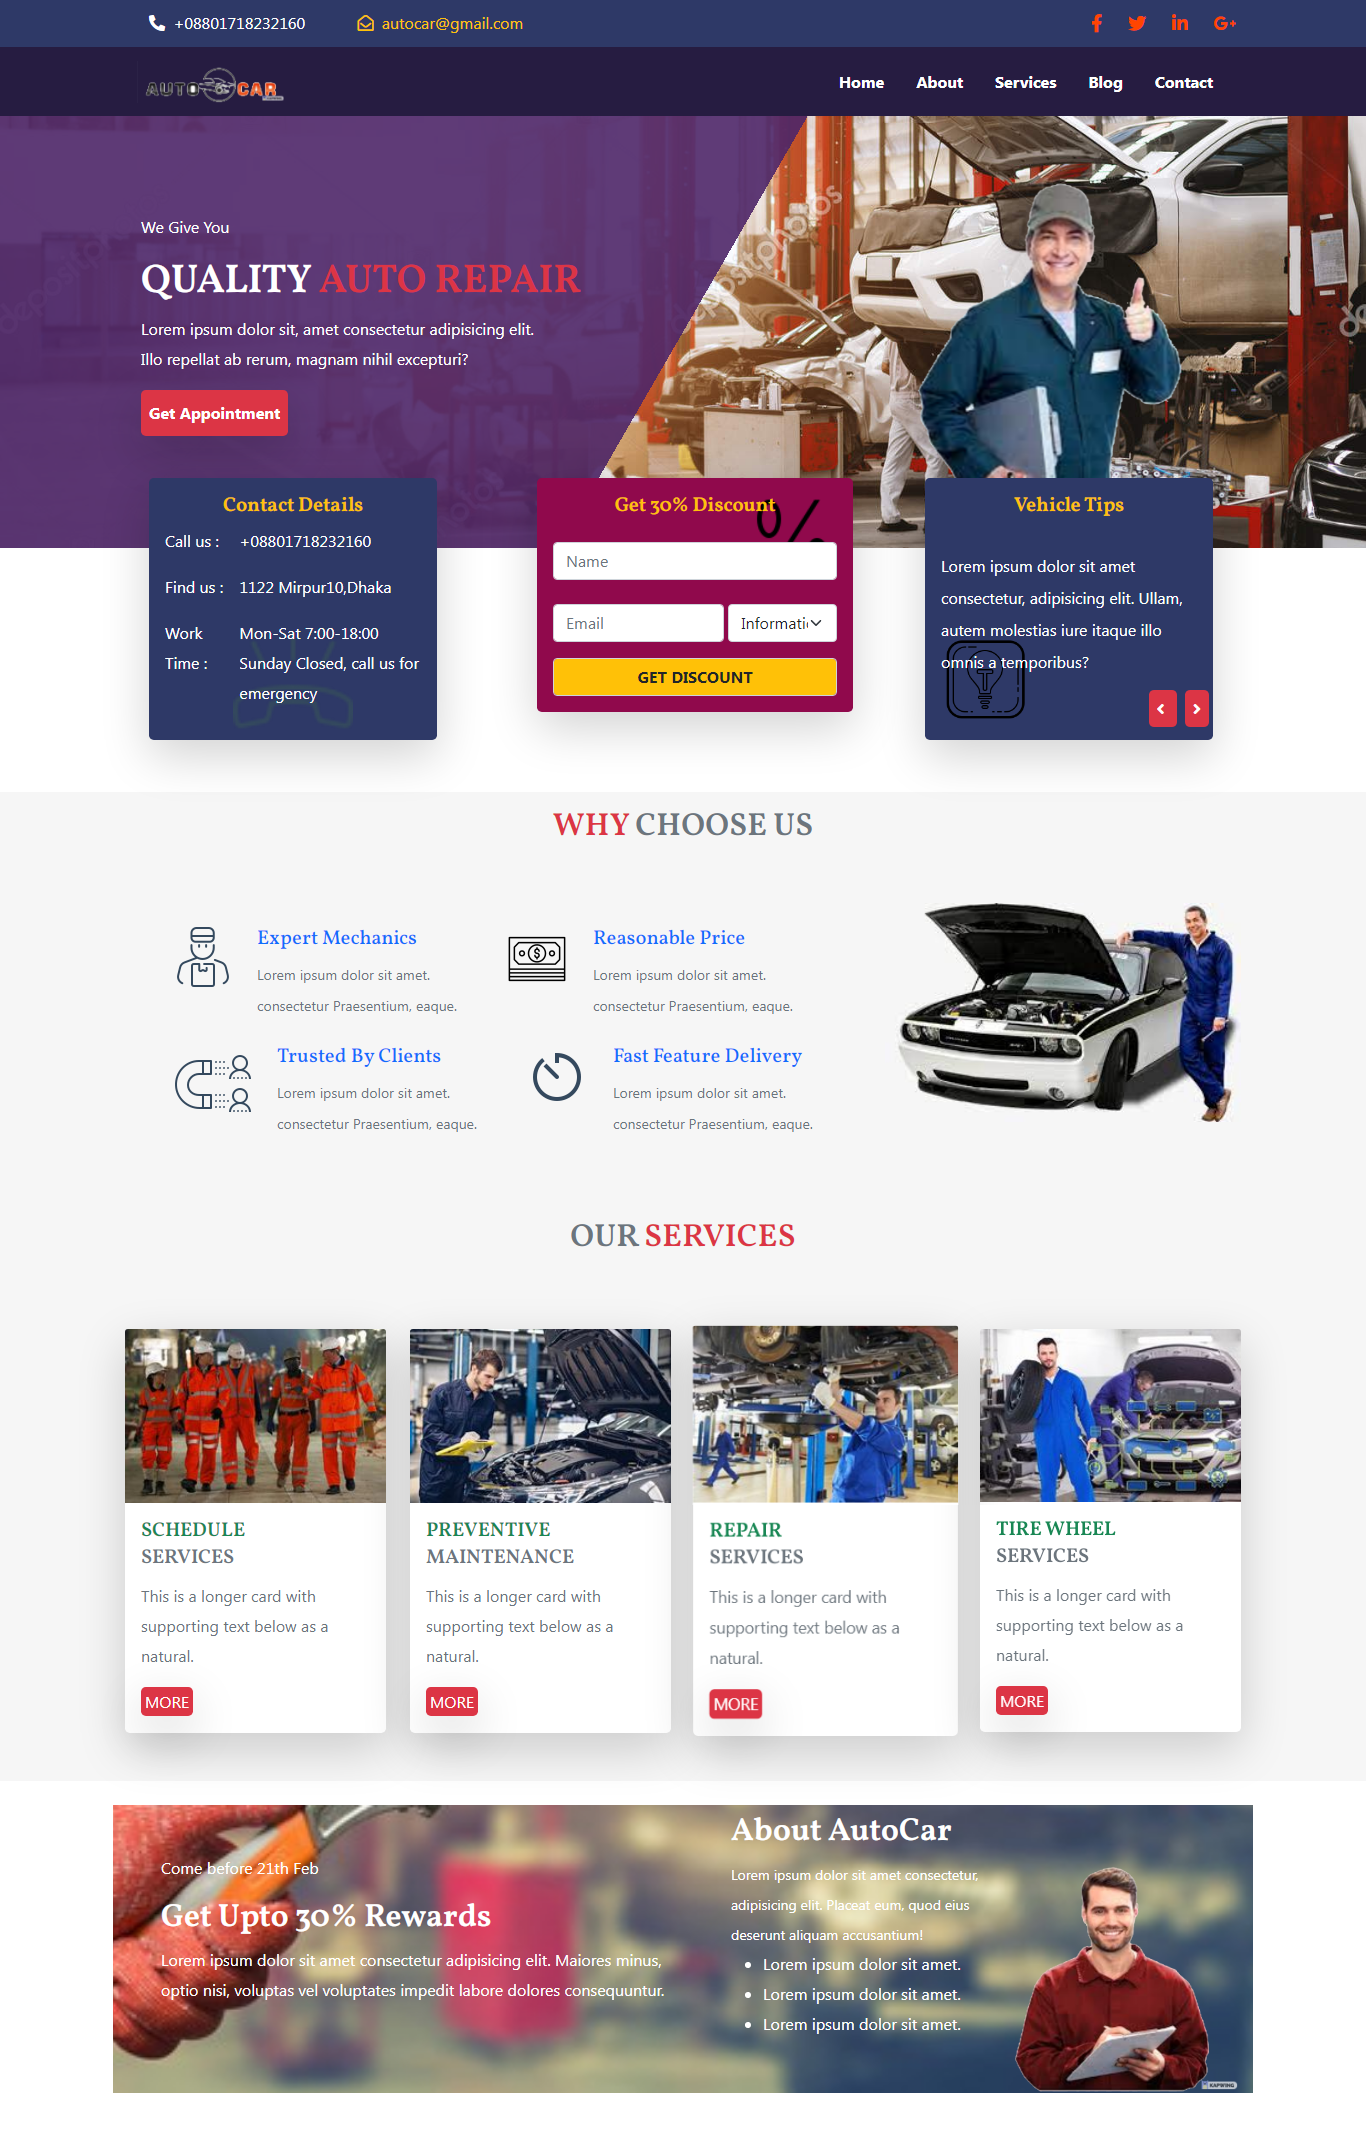 +08801718232160
autocar@gmail.com
AUTO CAR
Home About Services Blog Contact
We Give You
QUALITY AUTO REPAIR
Lorem ipsum dolor sit, amet consectetur adipisicing elit.
Illo repellat ab rerum, magnam nihil excepturi?
Get Appointment
depositphotos
Contact Details
Call us : +08801718232160
Find us : 1122 Mirpur10,Dhaka
Work Mon-Sat 7:00-18:00
Time : Sunday Closed, call us for
emergency
Get 30% Discount
%
Name
Email
Informatic
GET DISCOUNT
Vehicle Tips
Lorem ipsum dolor sit amet
consectetur, adipisicing elit. Ullam,
autem molestias iure itaque illo
omnis a temporibus?
WHY CHOOSE US
Expert Mechanics
Lorem ipsum dolor sit amet.
consectetur Praesentium, eaque.
Reasonable Price
Lorem ipsum dolor sit amet.
consectetur Praesentium, eaque.
Trusted By Clients
Lorem ipsum dolor sit amet.
consectetur Praesentium, eaque.
Fast Feature Delivery
Lorem ipsum dolor sit amet.
consectetur Praesentium, eaque.
OUR SERVICES
SCHEDULE
SERVICES
This is a longer card with
supporting text below as a
natural.
MORE
PREVENTIVE
MAINTENANCE
This is a longer card with
supporting text below as a
natural.
MORE
REPAIR
SERVICES
This is a longer card with
supporting text below as a
natural.
MORE
TIRE WHEEL
SERVICES
This is a longer card with
supporting text below as a
natural.
MORE
Come before 21th Feb
Get Upto 30% Rewards
Lorem ipsum dolor sit amet consectetur adipisicing elit. Maiores minus,
optio nisi, voluptas vel voluptates impedit labore dolores consequuntur.
About AutoCar
Lorem ipsum dolor sit amet consectetur,
adipisicing elit. Placeat eum, quod eius
deserunt aliquam accusantium!
• Lorem ipsum dolor sit amet.
• Lorem ipsum dolor sit amet.
• Lorem ipsum dolor sit amet.
KAPWING